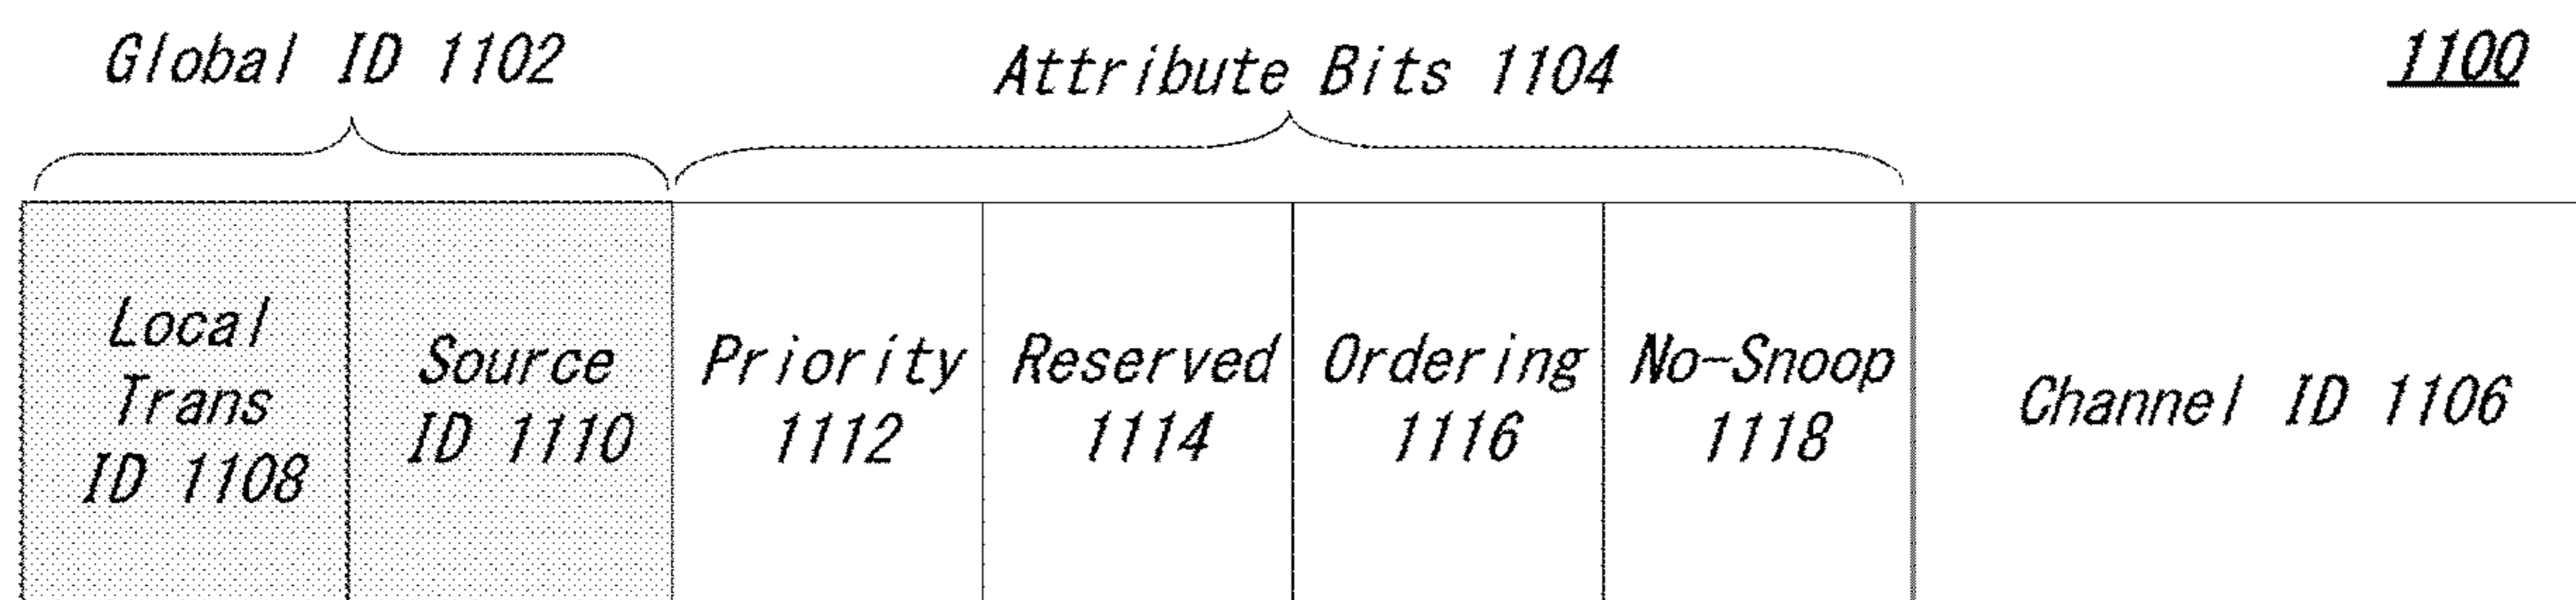 Global ID 1102
Attribute Bits 1104
1100
Local
Trans
ID 1108
Source
ID 1110
Priority
1112
Reserved
1114
Ordering
1116
No-Snoop
1118
Channel ID 1106